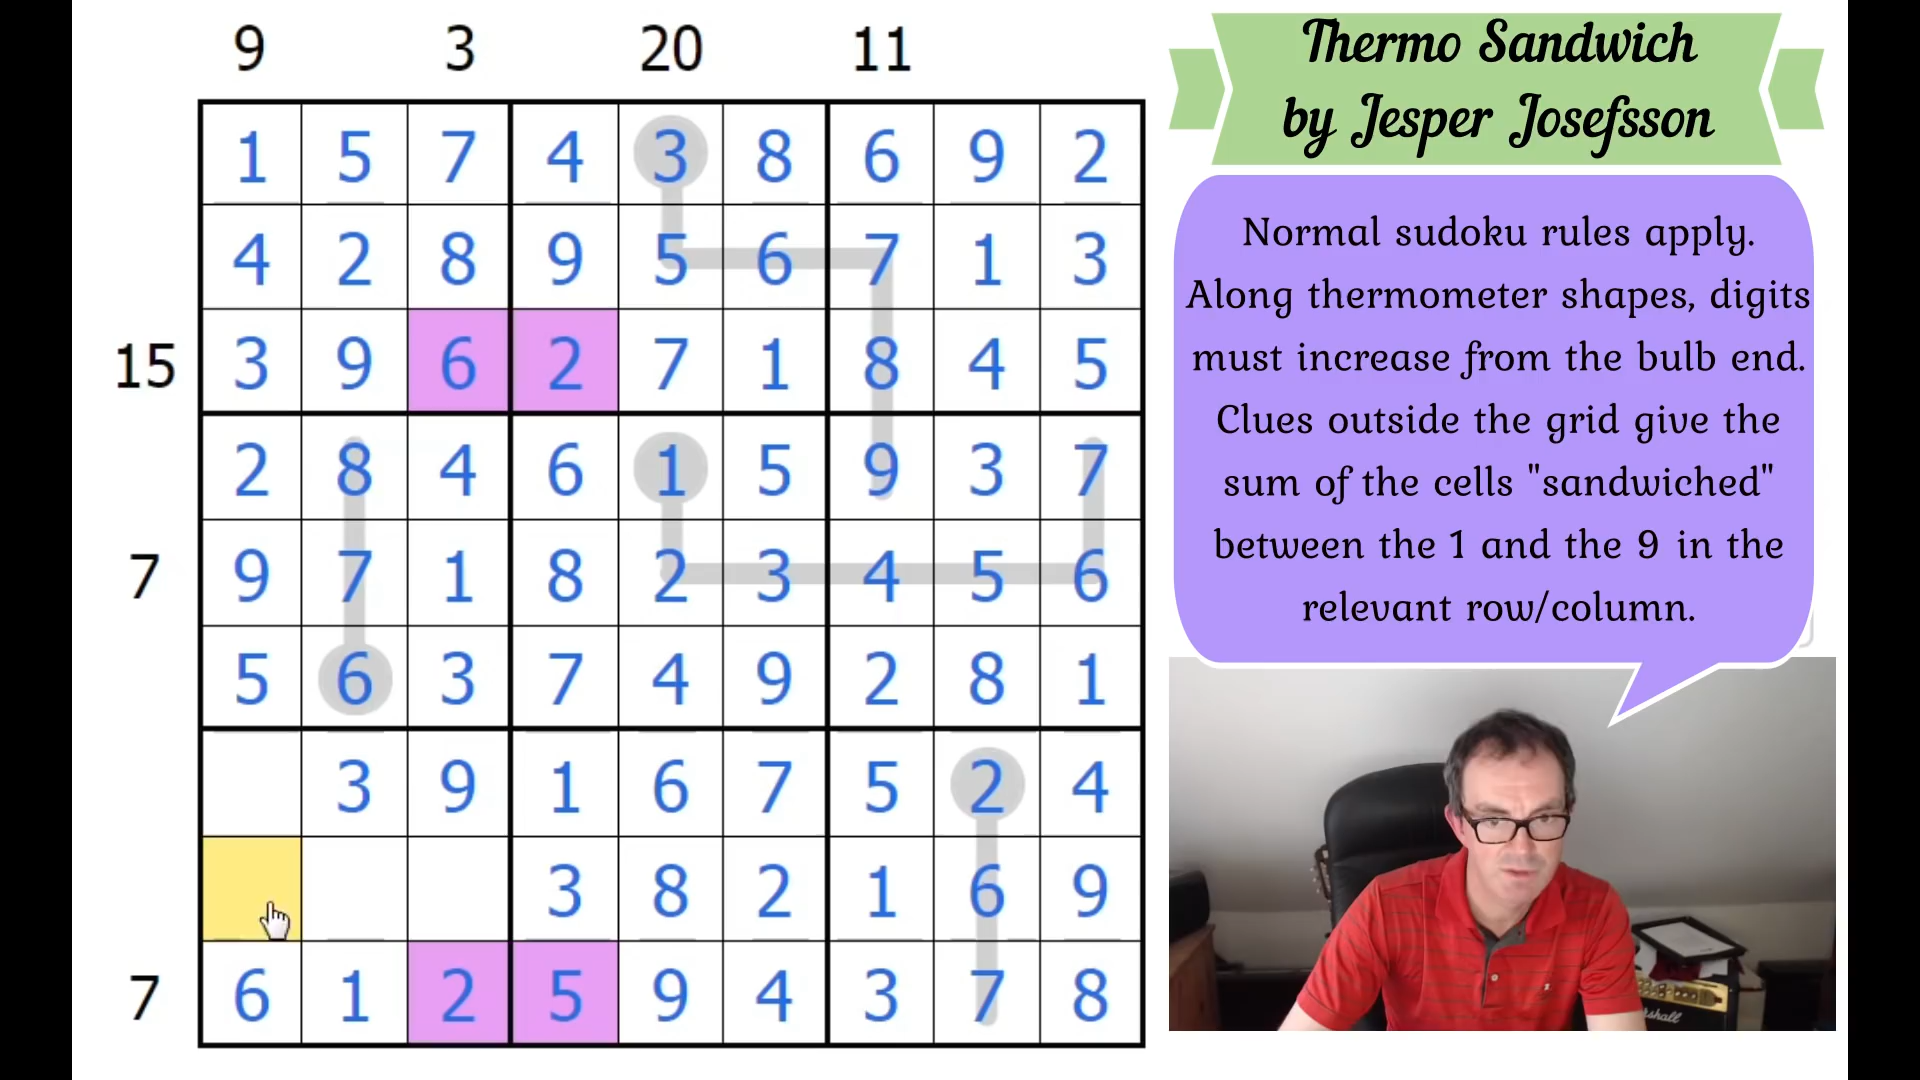 9 3 20 11
Thermo Sandwich
by Jesper Josefsson
1 5 7 4 3 8 6 9 2
4 2 8 9 5 6 7 1 3
15 3 9 6 2 7 1 8 4 5
2 8 4 6 1 5 9 3 7
7 9 7 1 8 2 3 4 5 6
5 6 3 7 4 9 2 8 1
3 9 1 6 7 5 2 4
3 8 2 1 6 9
7 6 1 2 5 9 4 3 7 8
Normal sudoku rules apply.
Along thermometer shapes, digits
must increase from the bulb end.
Clues outside the grid give the
sum of the cells "sandwiched"
between the 1 and the 9 in the
relevant row/column.